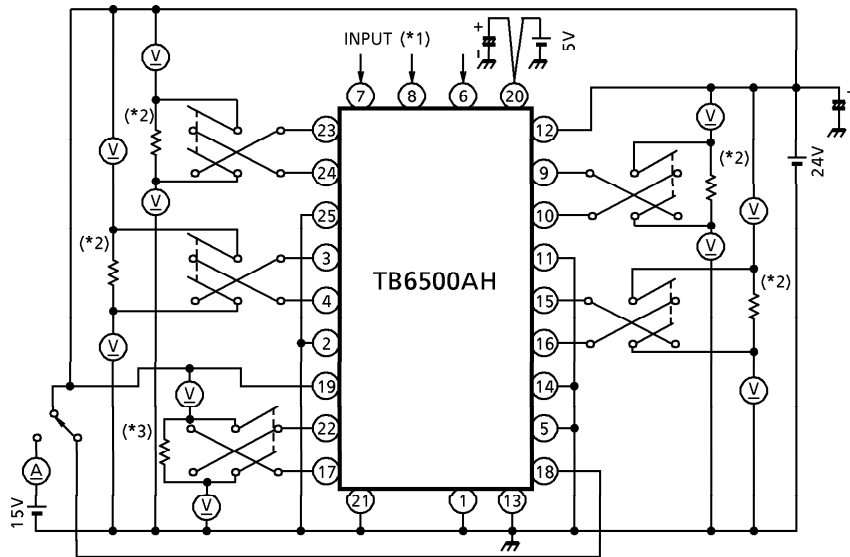 INPUT (*1)
+
-
5V
7
8
6
20
V
(*2)
23
12
V
+
24
9
(*2)
24V
V
V
10
25
V
(*2)
3
11
V
TB6500AH
4
15
(*2)
V
2
16
V
19
14
V
(*3)
22
5
A
17
18
15V
V
21
1
13